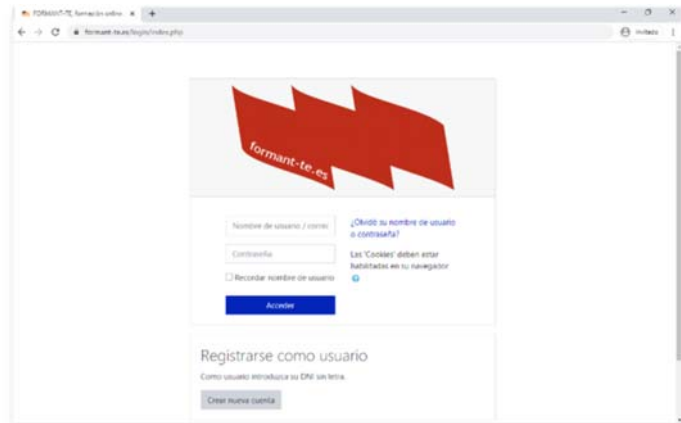 FORMANT-TE, formación online
formant-te.es/login/index.php
Invitado
formant-te.es
Nombre de usuario / correo
Contraseña
Recordar nombre de usuario
Acceder
¿Olvidó su nombre de usuario
o contraseña?
Las 'Cookies' deben estar
habilitadas en su navegador
Registrarse como usuario
Como usuario introduzca su DNI sin letra.
Crear nueva cuenta